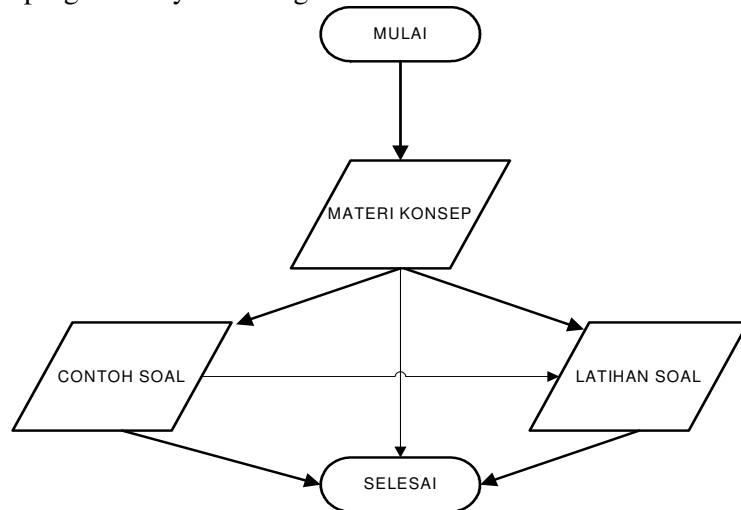 MULAI
MATERI KONSEP
CONTOH SOAL
LATIHAN SOAL
SELESAI